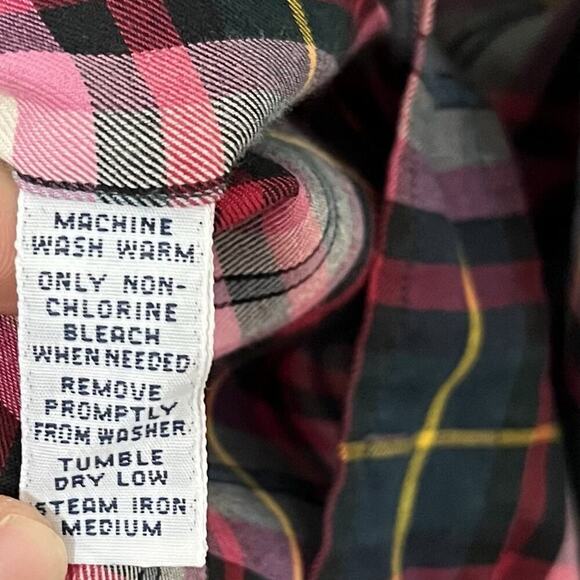 MACHINE
WASH WARM
ONLY NON-
CHLORINE
BLEACH
WHEN NEEDED
REMOVE
PROMPTLY
FROM WASHER
TUMBLE
DRY LOW
STEAM IRON
MEDIUM